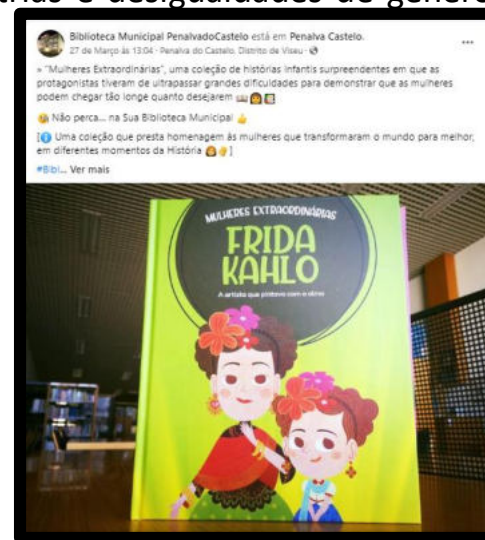 trias e desigualdades de género
Biblioteca Municipal PenalvadoCastelo está em Penalva Castelo.
27 de Março às 13:04 · Penalva do Castelo, Distrito de Viseu ·
» "Mulheres Extraordinárias", uma coleção de histórias infantis surpreendentes em que as
protagonistas tiveram de ultrapassar grandes dificuldades para demonstrar que as mulheres
podem chegar tão longe quanto desejarem
Não perca... na Sua Biblioteca Municipal
[ Uma coleção que presta homenagem às mulheres que transformaram o mundo para melhor,
em diferentes momentos da História ]
#Bibl... Ver mais
MULHERES EXTRAORDINÁRIAS
FRIDA
KAHLO
A artista que pintava com a alma